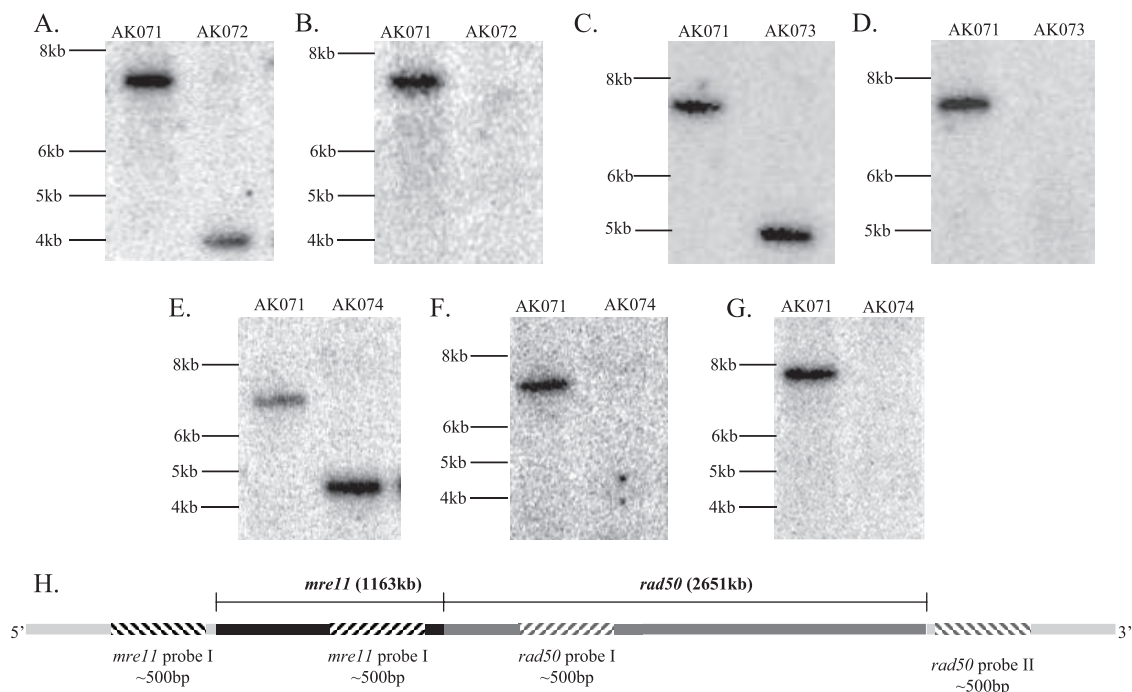 A. AK071 AK072
8kb
6kb
5kb
4kb
B. AK071 AK072
8kb
6kb
5kb
4kb
C. AK071 AK073
8kb
6kb
5kb
D. AK071 AK073
8kb
6kb
5kb
E. AK071 AK074
8kb
6kb
5kb
4kb
F. AK071 AK074
8kb
6kb
5kb
4kb
G. AK071 AK074
8kb
6kb
5kb
4kb
H. mre11 (1163kb) rad50 (2651kb)
5’ 3’
mre11 probe I
~500bp
mre11 probe I
~500bp
rad50 probe I
~500bp
rad50 probe II
~500bp